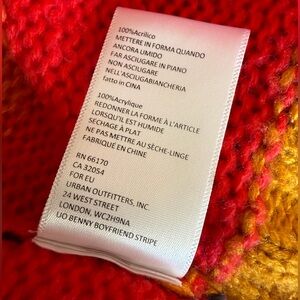 100%Acrilico
METTERE IN FORMA QUANDO
ANCORA UMIDO
FAR ASCIUGARE IN PIANO
NON ASCIUGARE
NELL'ASCIUGABIANCHERIA
fatto in CINA
100%Acrylique
REDONNER LA FORME À L'ARTICLE
LORSQU'IL EST HUMIDE
SECHAGE À PLAT
NE PAS METTRE AU SÈCHE-LINGE
FABRIQUÉ EN CHINE
RN 66170
CA 32054
FOR EU
URBAN OUTFITTERS, INC.
24 WEST STREET
LONDON, WC2H9NA
UO BENNY BOYFRIEND STRIPE